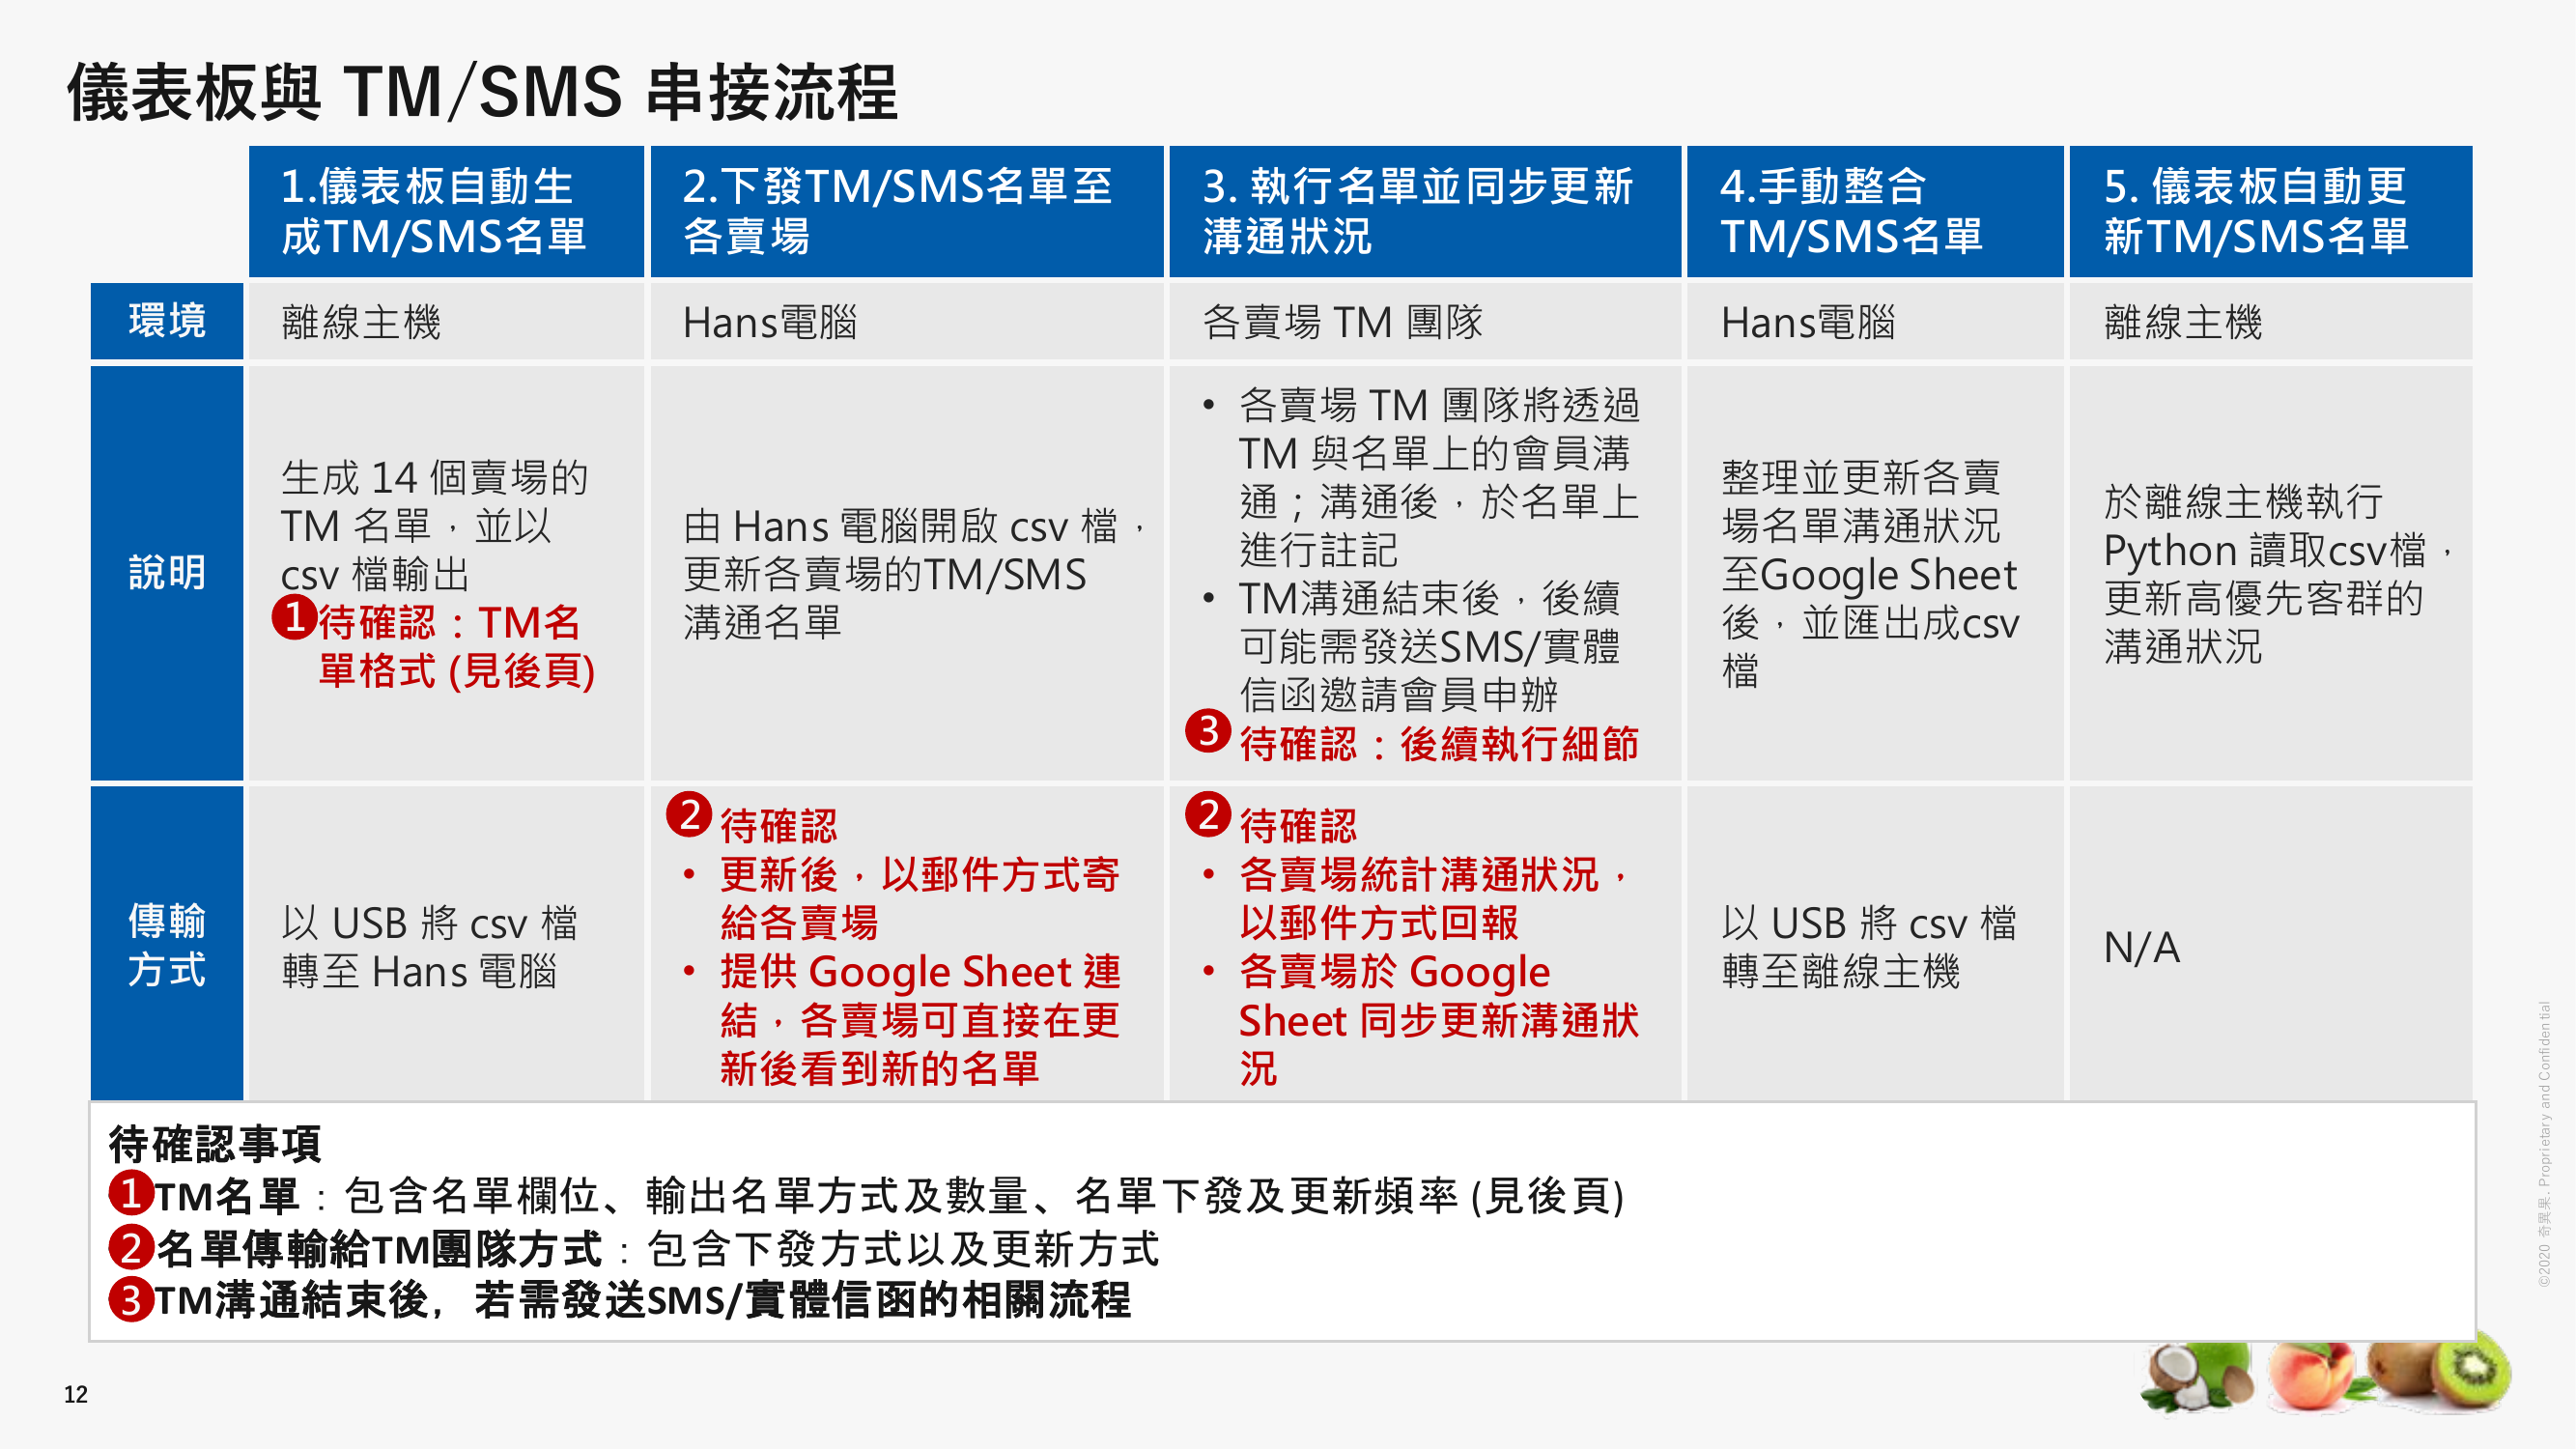 儀表板與 TM/SMS 串接流程
1.儀表板自動生
成TM/SMS名單
2.下發TM/SMS名單至
各賣場
3. 執行名單並同步更新
溝通狀況
4.手動整合
TM/SMS名單
5. 儀表板自動更
新TM/SMS名單
環境
離線主機
Hans電腦
各賣場 TM 團隊
Hans電腦
離線主機
說明
生成 14 個賣場的
TM 名單，並以
csv 檔輸出
1待確認：TM名
單格式 (見後頁)
由 Hans 電腦開啟 csv 檔，
更新各賣場的TM/SMS
溝通名單
• 各賣場 TM 團隊將透過
TM 與名單上的會員溝
通；溝通後，於名單上
進行註記
• TM溝通結束後，後續
可能需發送SMS/實體
信函邀請會員申辦
3 待確認：後續執行細節
整理並更新各賣
場名單溝通狀況
至Google Sheet
後，並匯出成csv
檔
於離線主機執行
Python 讀取csv檔，
更新高優先客群的
溝通狀況
傳輸
方式
以 USB 將 csv 檔
轉至 Hans 電腦
2 待確認
• 更新後，以郵件方式寄
給各賣場
• 提供 Google Sheet 連
結，各賣場可直接在更
新後看到新的名單
2 待確認
• 各賣場統計溝通狀況，
以郵件方式回報
• 各賣場於 Google
Sheet 同步更新溝通狀
況
以 USB 將 csv 檔
轉至離線主機
N/A
待確認事項
1TM名單：包含名單欄位、輸出名單方式及數量、名單下發及更新頻率 (見後頁)
2名單傳輸給TM團隊方式：包含下發方式以及更新方式
3TM溝通結束後，若需發送SMS/實體信函的相關流程
12
©2020 奇異果. Proprietary and Confidential